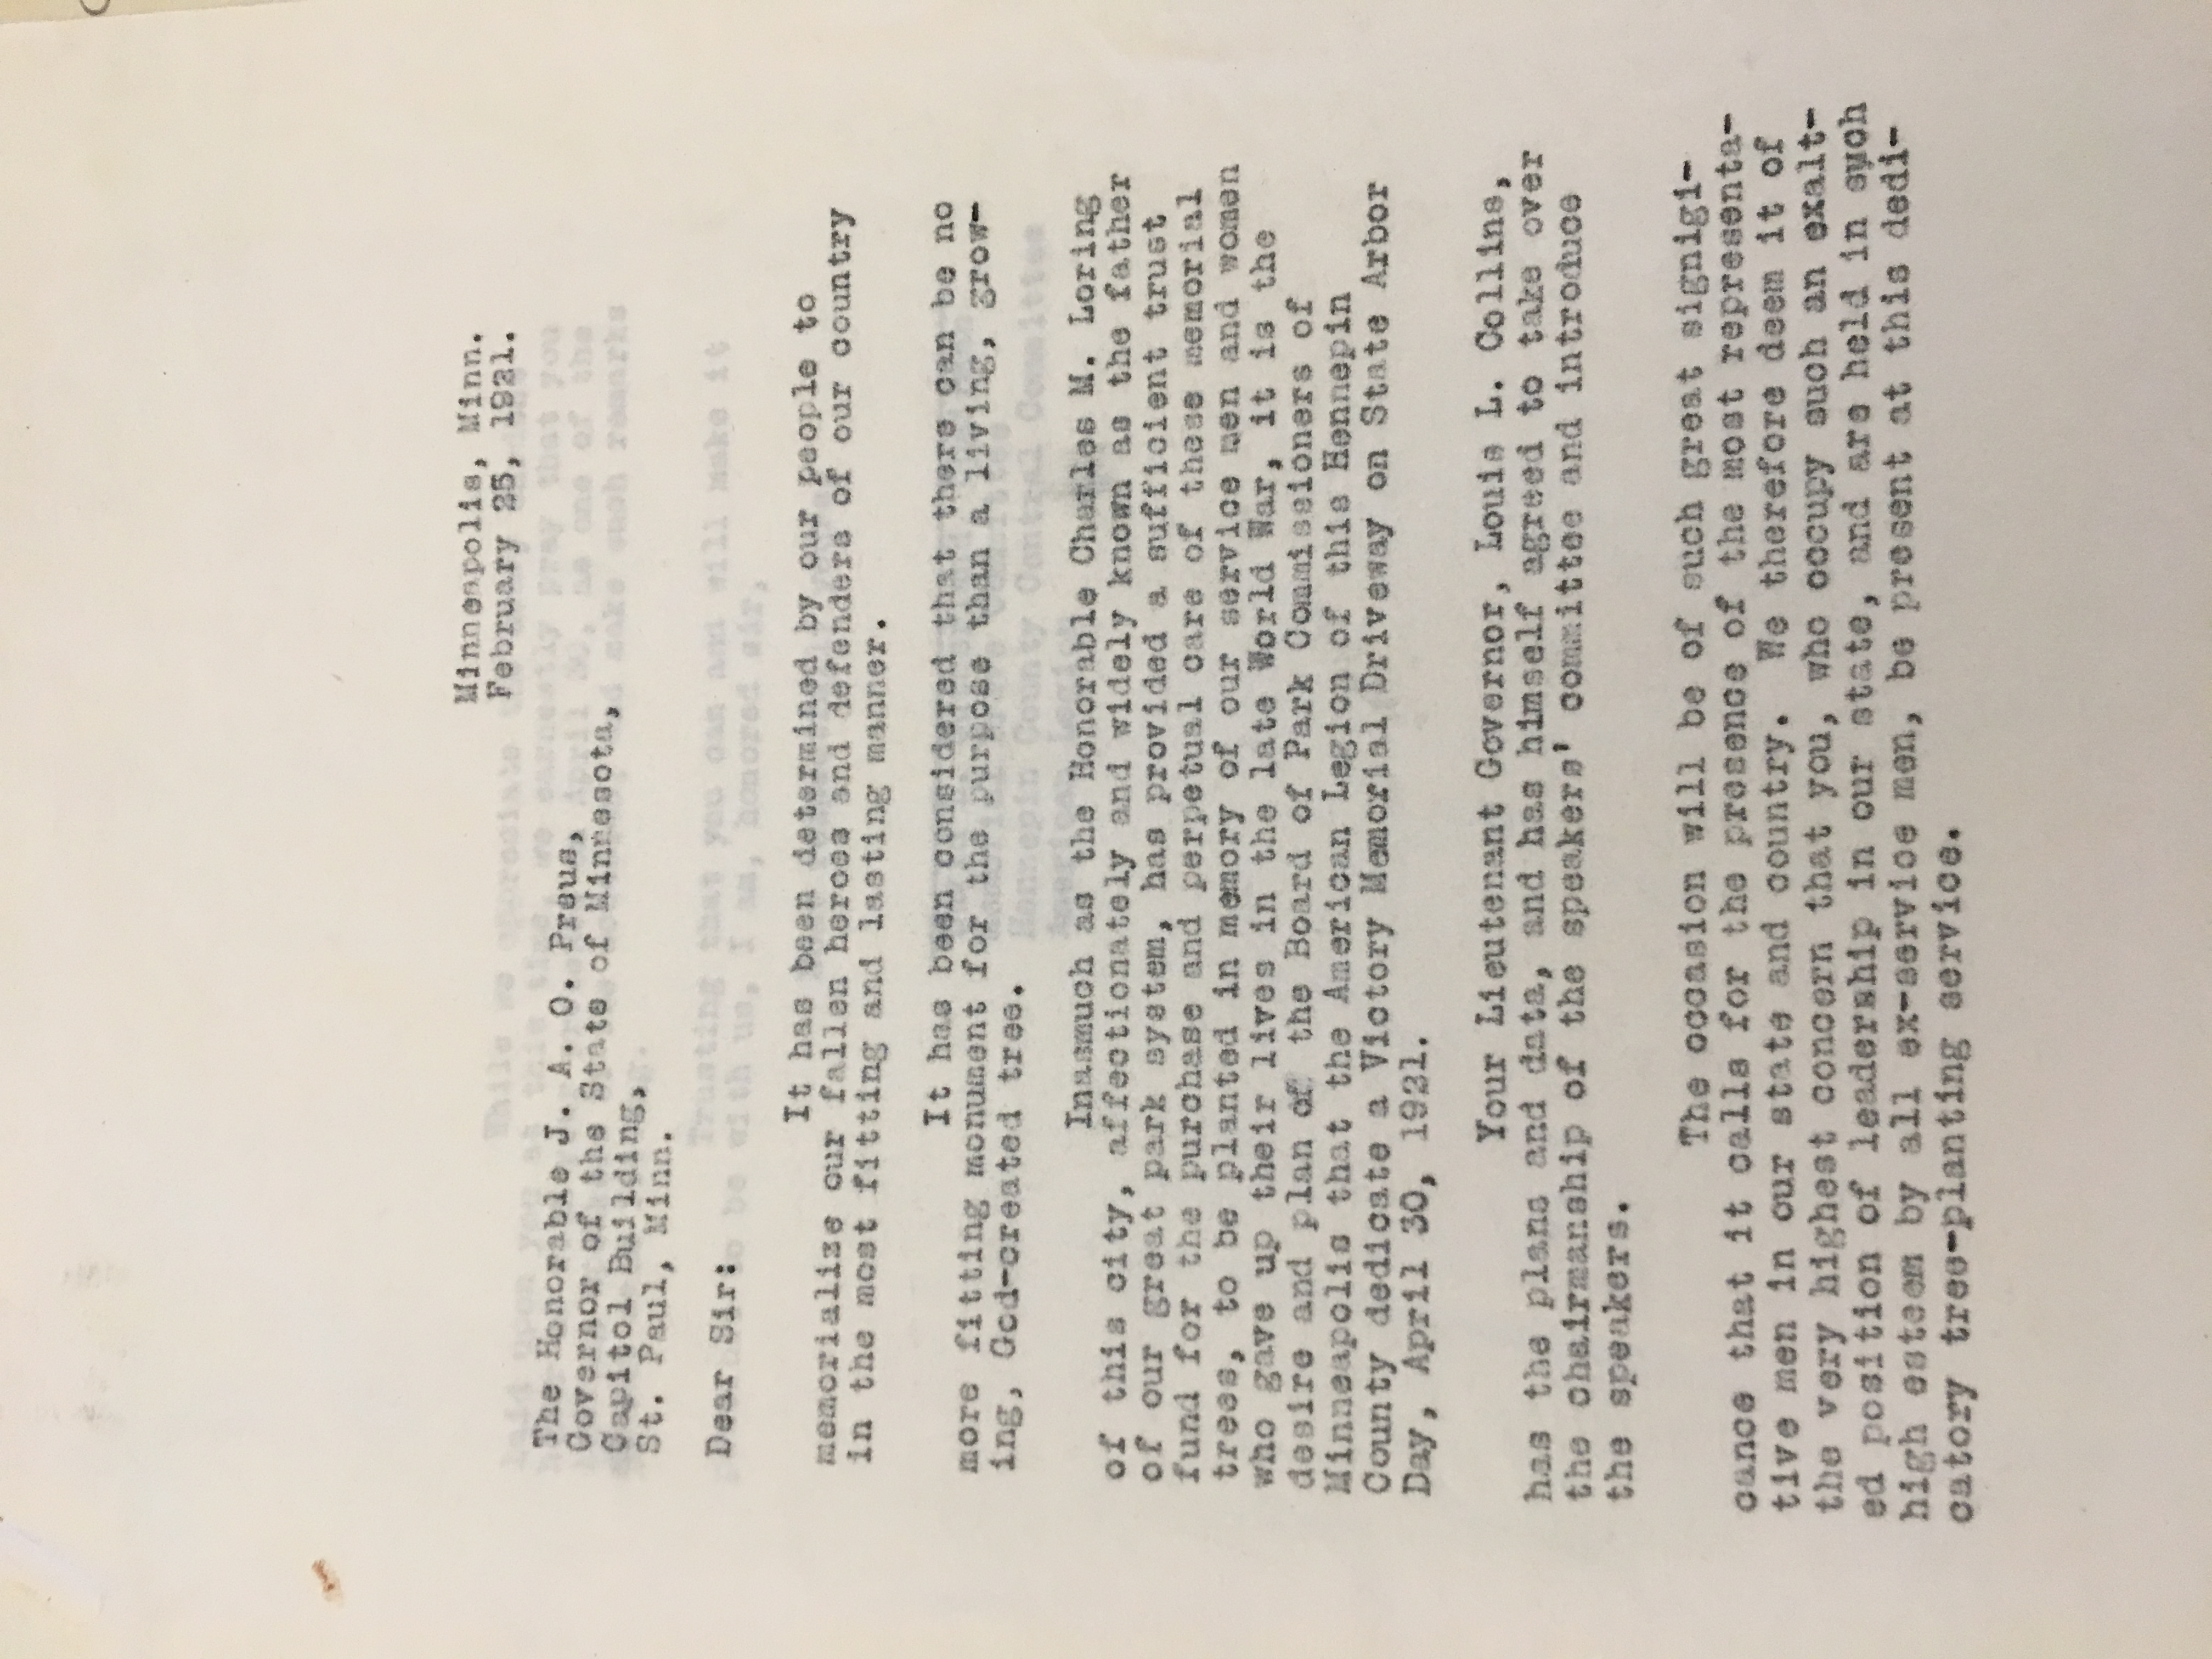 Minneapolis, Minn.
February 25, 1921.
The Honorable J. A. O. Preus,
Governor of the State of Minnesota,
Capitol Building,
St. Paul, Minn.
Dear Sir:
It has been determined by our people to
memorialize our fallen heroes and defenders of our country
in the most fitting and lasting manner.
It has been considered that there can be no
more fitting monument for the purpose than a living, grow-
ing, God-created tree.
Inasmuch as the Honorable Charles M. Loring
of this city, affectionately and widely known as the father
of our great park system, has provided a sufficient trust
fund for the purchase and perpetual care of these memorial
trees, to be planted in memory of our service men and women
who gave up their lives in the late World War, it is the
desire and plan of the Board of Park Commissioners of
Minneapolis that the American Legion of this Hennepin
County dedicate a Victory Memorial Driveway on State Arbor
Day, April 30, 1921.
Your Lieutenant Governor, Louis L. Collins,
has the plans and data, and has himself agreed to take over
the chairmanship of the speakers' committee and introduce
the speakers.
The occasion will be of such great signigi-
cance that it calls for the presence of the most representa-
tive men in our state and country. We therefore deem it of
the very highest concern that you, who occupy such an exalt-
ed position of leadership in our state, and are held in such
high esteem by all ex-service men, be present at this dedi-
catory tree-planting service.